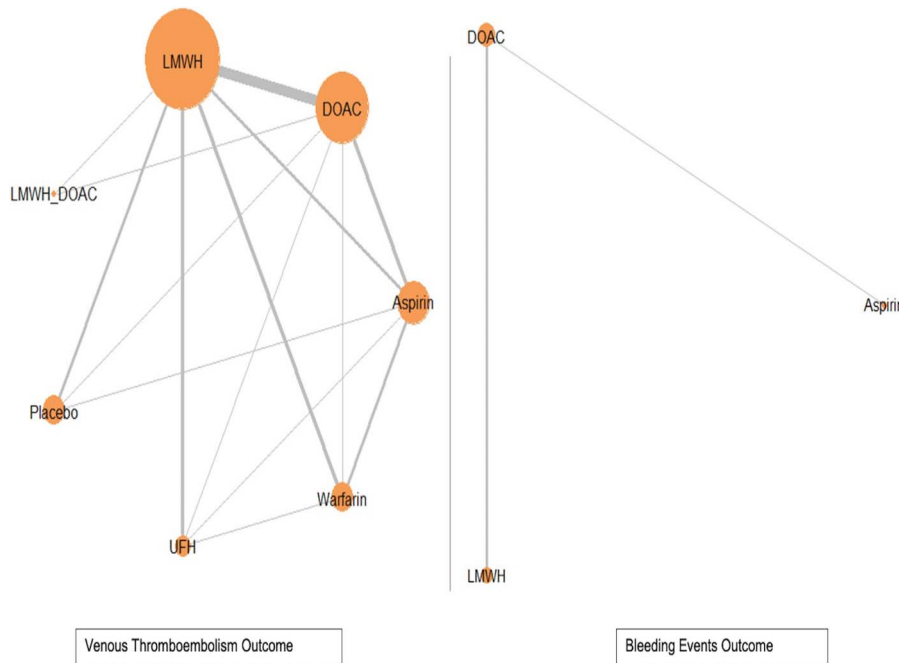 LMWH
DOAC
LMWH_DOAC
Aspirin
Placebo
Warfarin
UFH
Venous Thromboembolism Outcome
DOAC
Aspirin
LMWH
Bleeding Events Outcome